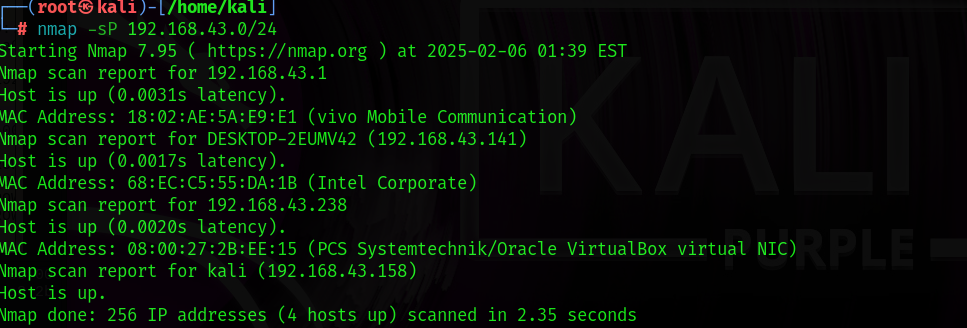 ┌──(root㉿kali)-[/home/kali]
└─# nmap -sP 192.168.43.0/24
Starting Nmap 7.95 ( https://nmap.org ) at 2025-02-06 01:39 EST
Nmap scan report for 192.168.43.1
Host is up (0.0031s latency).
MAC Address: 18:02:AE:5A:E9:E1 (vivo Mobile Communication)
Nmap scan report for DESKTOP-2EUMV42 (192.168.43.141)
Host is up (0.0017s latency).
MAC Address: 68:EC:C5:55:DA:1B (Intel Corporate)
Nmap scan report for 192.168.43.238
Host is up (0.0020s latency).
MAC Address: 08:00:27:2B:EE:15 (PCS Systemtechnik/Oracle VirtualBox virtual NIC)
Nmap scan report for kali (192.168.43.158)
Host is up.
Nmap done: 256 IP addresses (4 hosts up) scanned in 2.35 seconds
KALI
PURPLE